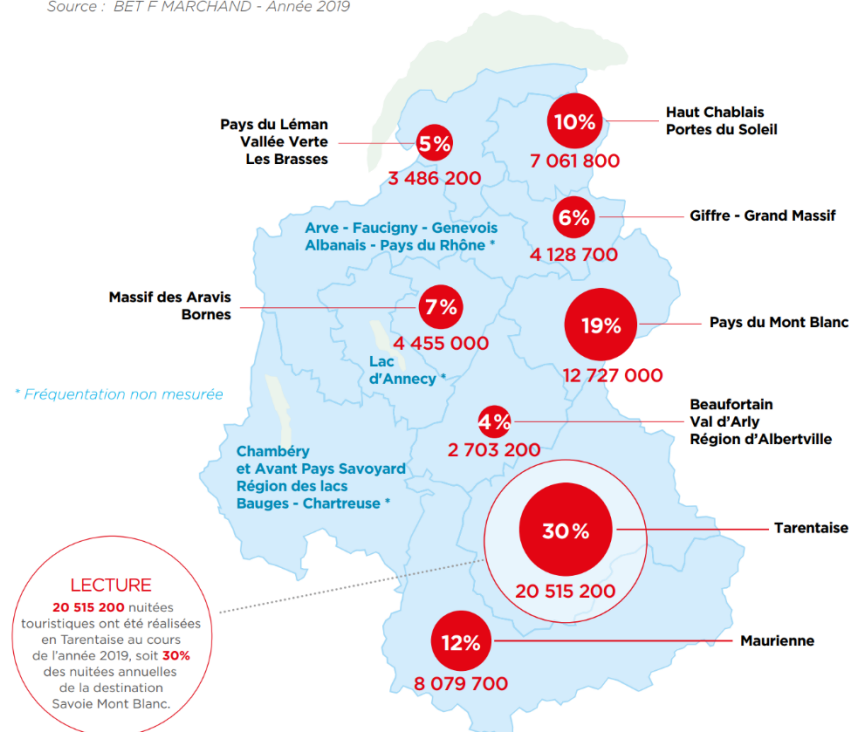 Source : BET F MARCHAND - Année 2019
Pays du Léman
Vallée Verte
Les Brasses
5%
3 486 200
10%
7 061 800
Haut Chablais
Portes du Soleil
Arve - Faucigny - Genevois
Albanais - Pays du Rhône *
6%
4 128 700
Giffre - Grand Massif
Massif des Aravis
Bornes
7%
4 455 000
19%
12 727 000
Pays du Mont Blanc
Lac
d'Annecy *
* Fréquentation non mesurée
4%
2 703 200
Beaufortain
Val d'Arly
Région d'Albertville
Chambéry
et Avant Pays Savoyard
Région des lacs
Bauges - Chartreuse *
30%
20 515 200
Tarentaise
LECTURE
20 515 200 nuitées
touristiques ont été réalisées
en Tarentaise au cours
de l'année 2019, soit 30%
des nuitées annuelles
de la destination
Savoie Mont Blanc.
12%
8 079 700
Maurienne